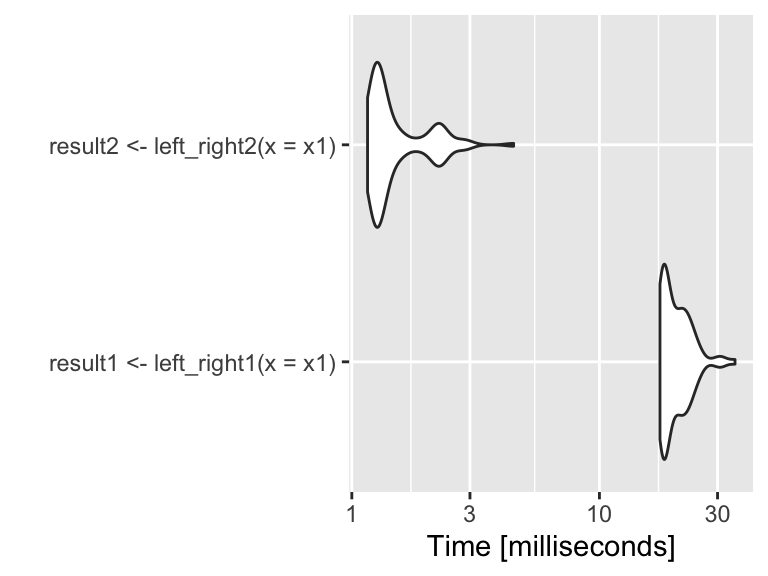 result2 <- left_right2(x = x1)
result1 <- left_right1(x = x1)
1 3 10 30
Time [milliseconds]